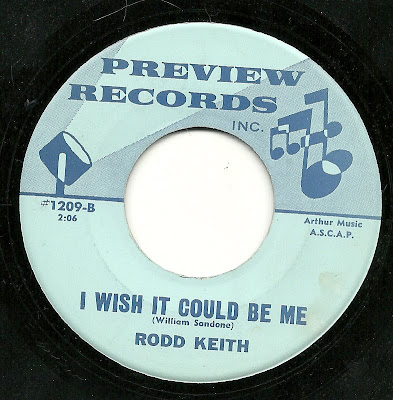 PREVIEW
RECORDS
INC.
#1209-B
2:06
Arthur Music
A.S.C.A.P.
I WISH IT COULD BE ME
(William Sandone)
RODD KEITH